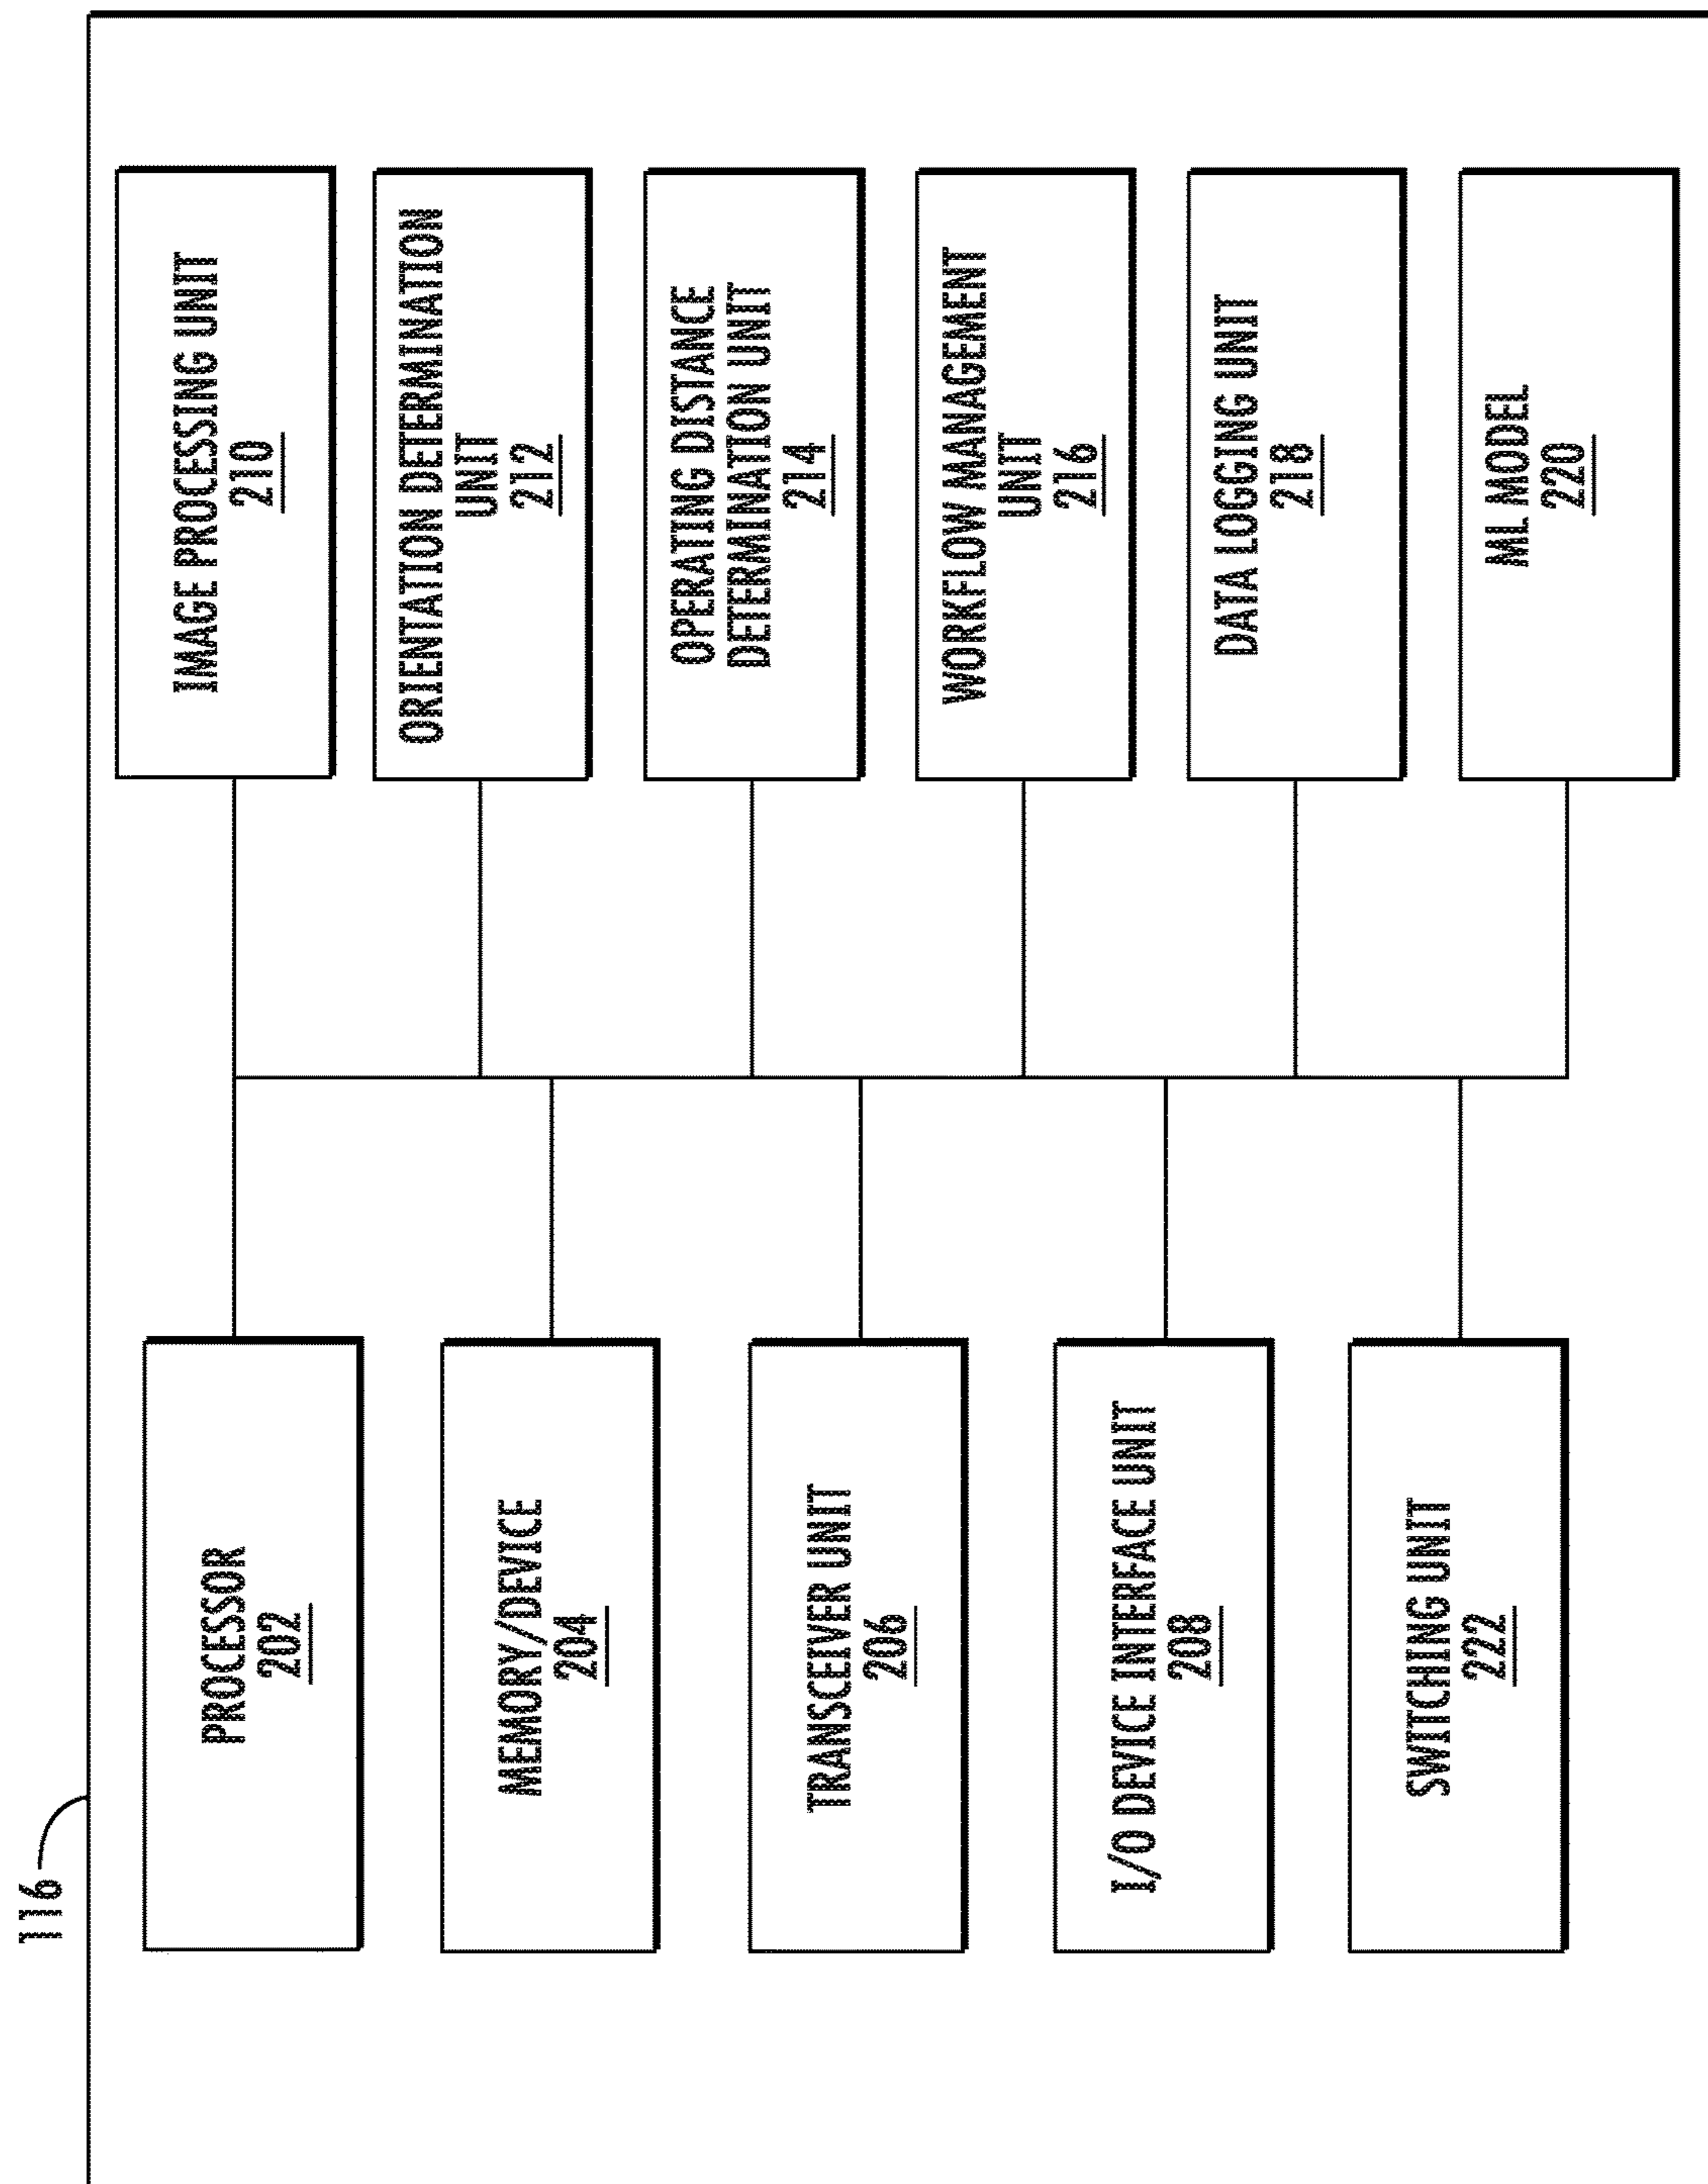 116
PROCESSOR
202
MEMORY/DEVICE
204
TRANSCEIVER UNIT
206
I/O DEVICE INTERFACE UNIT
208
SWITCHING UNIT
222
IMAGE PROCESSING UNIT
210
ORIENTATION DETERMINATION
UNIT
212
OPERATING DISTANCE
DETERMINATION UNIT
214
WORKFLOW MANAGEMENT
UNIT
216
DATA LOGGING UNIT
218
ML MODEL
220